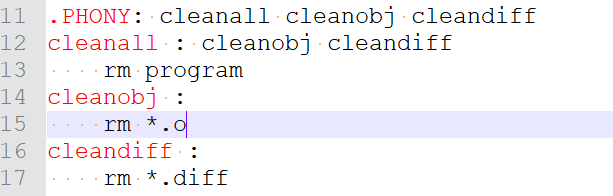 11 .PHONY: cleanall cleanobj cleandiff
12 cleanall : cleanobj cleandiff
13     rm program
14 cleanobj :
15     rm *.o
16 cleandiff :
17     rm *.diff